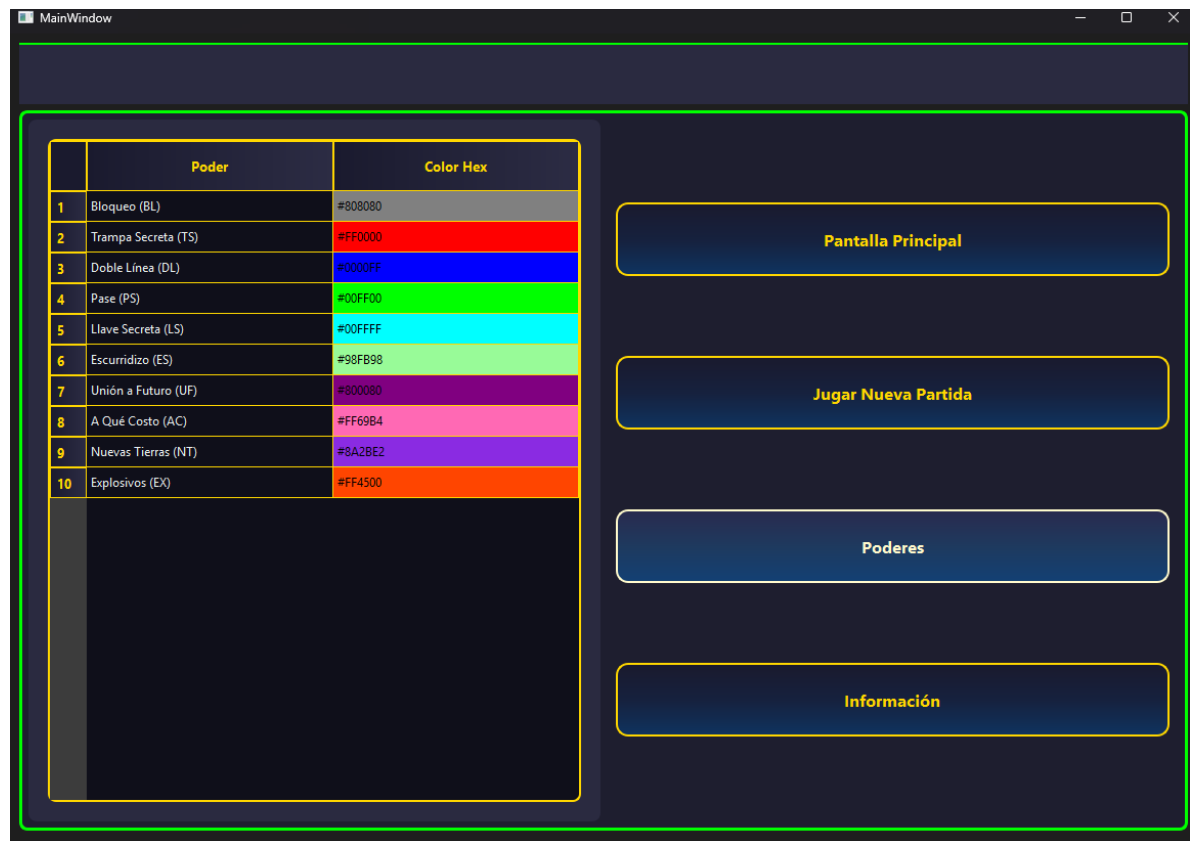 MainWindow
Poder Color Hex
1 Bloqueo (BL) #808080
2 Trampa Secreta (TS) #FF0000
3 Doble Línea (DL) #0000FF
4 Pase (PS) #00FF00
5 Llave Secreta (LS) #00FFFF
6 Escurridizo (ES) #98FB98
7 Unión a Futuro (UF) #800080
8 A Qué Costo (AC) #FF69B4
9 Nuevas Tierras (NT) #8A2BE2
10 Explosivos (EX) #FF4500
Pantalla Principal
Jugar Nueva Partida
Poderes
Información